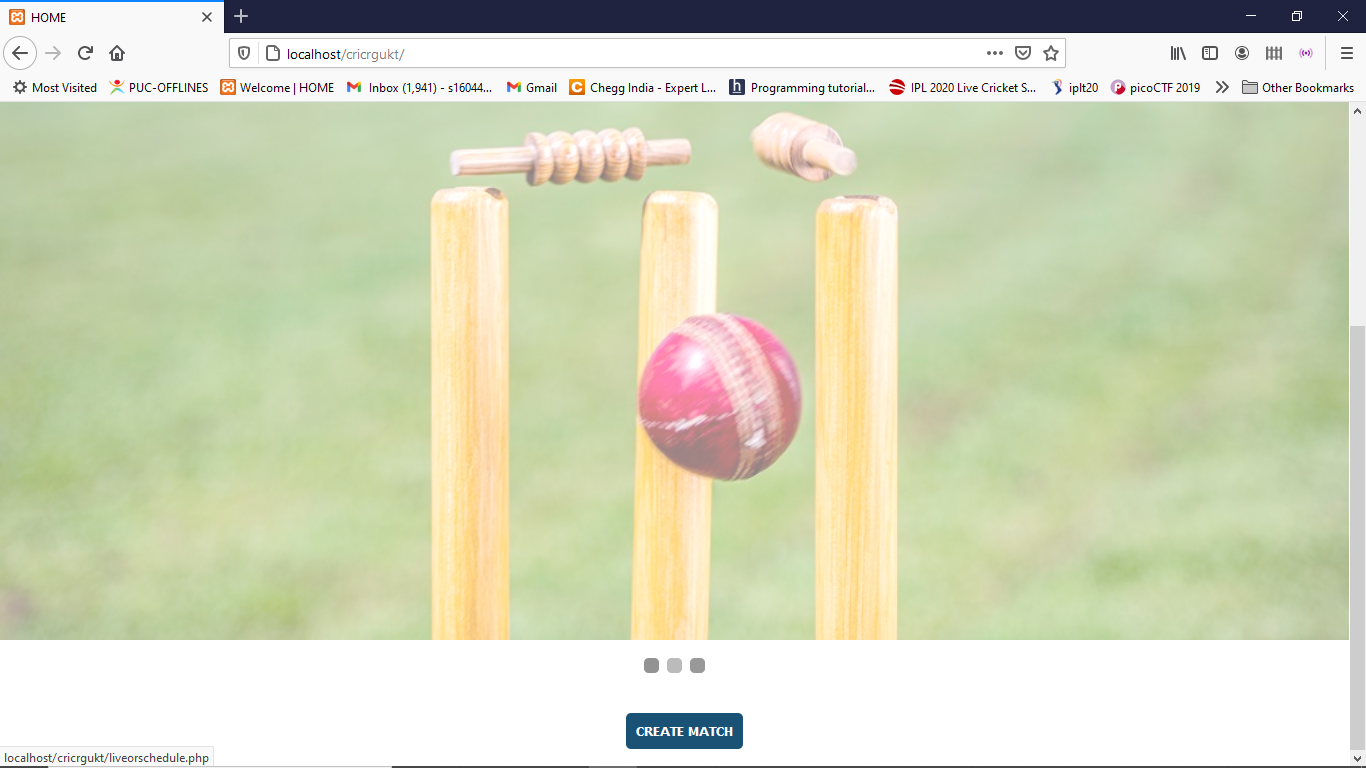 HOME
localhost/cricrgukt/
Most Visited PUC-OFFLINES Welcome | HOME Inbox (1,941) - s16044... Gmail Chegg India - Expert L... Programming tutorial... IPL 2020 Live Cricket S... iplt20 picoCTF 2019 Other Bookmarks
CREATE MATCH
localhost/cricrgukt/liveorschedule.php